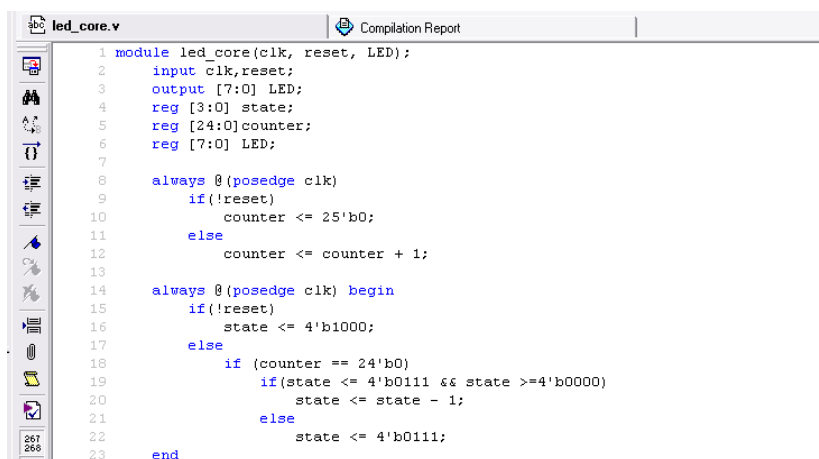 abc led_core.v Compilation Report
1 module led_core(clk, reset, LED);
2 input clk,reset;
3 output [7:0] LED;
4 reg [3:0] state;
5 reg [24:0]counter;
6 reg [7:0] LED;
7
8 always @(posedge clk)
9 if(!reset)
10 counter <= 25'b0;
11 else
12 counter <= counter + 1;
13
14 always @(posedge clk) begin
15 if(!reset)
16 state <= 4'b1000;
17 else
18 if (counter == 24'b0)
19 if(state <= 4'b0111 && state >=4'b0000)
20 state <= state - 1;
21 else
22 state <= 4'b0111;
23 end
267
268